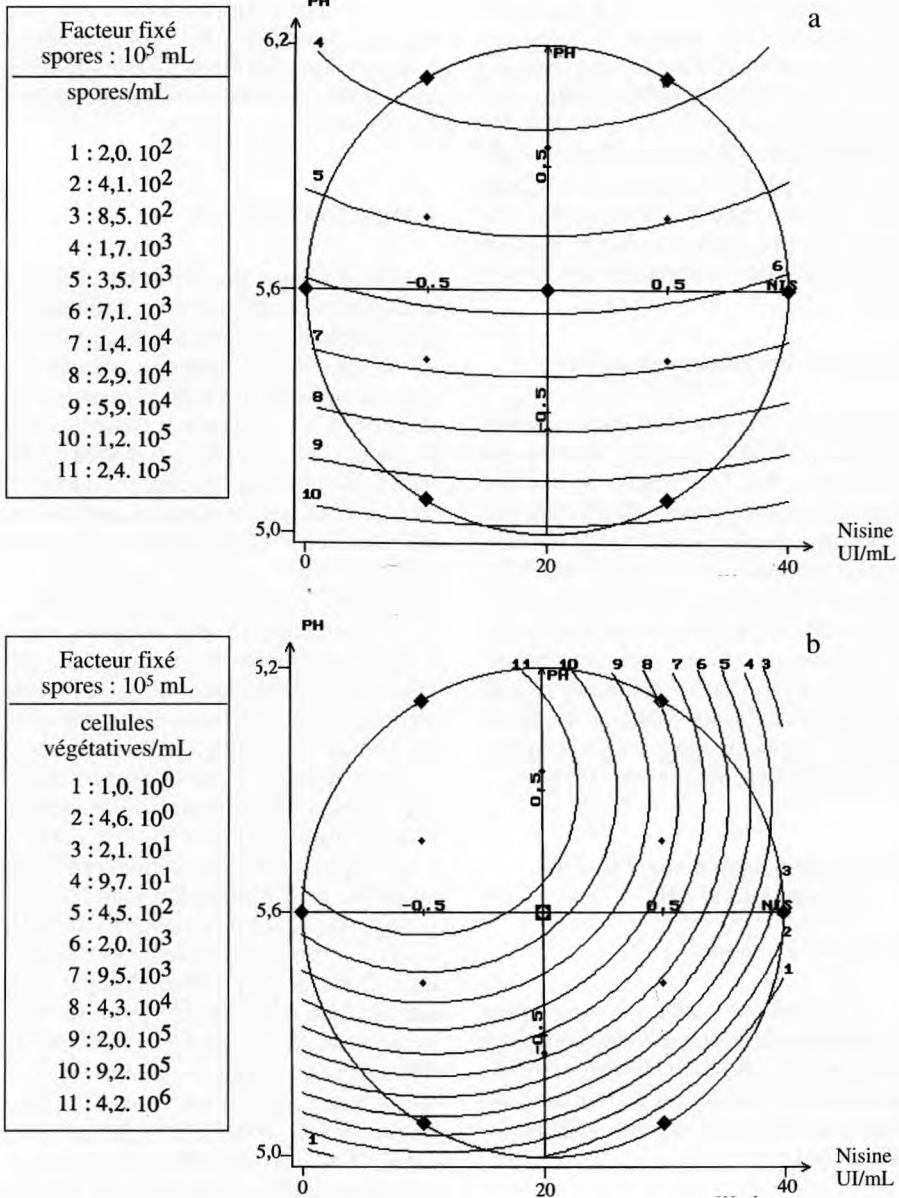 PH
a
Facteur fixé
spores : 10⁵ mL
spores/mL
1 : 2,0. 10²
2 : 4,1. 10²
3 : 8,5. 10²
4 : 1,7. 10³
5 : 3,5. 10³
6 : 7,1. 10³
7 : 1,4. 10⁴
8 : 2,9. 10⁴
9 : 5,9. 10⁴
10 : 1,2. 10⁵
11 : 2,4. 10⁵
6,2
4
PH
0,5
5
5,6
-0,5
0,5
6
NIS
7
-0.5
8
9
10
5,0
0
20
40
Nisine
UI/mL
PH
b
Facteur fixé
spores : 10⁵ mL
cellules
végétatives/mL
1 : 1,0. 10⁰
2 : 4,6. 10⁰
3 : 2,1. 10¹
4 : 9,7. 10¹
5 : 4,5. 10²
6 : 2,0. 10³
7 : 9,5. 10³
8 : 4,3. 10⁴
9 : 2,0. 10⁵
10 : 9,2. 10⁵
11 : 4,2. 10⁶
5,2
11 10 9 8 7 6 5 4 3
PH
0,5
3
5,6
-0,5
0,5
NIS
2
1
-0.5
1
5,0
0
20
40
Nisine
UI/mL